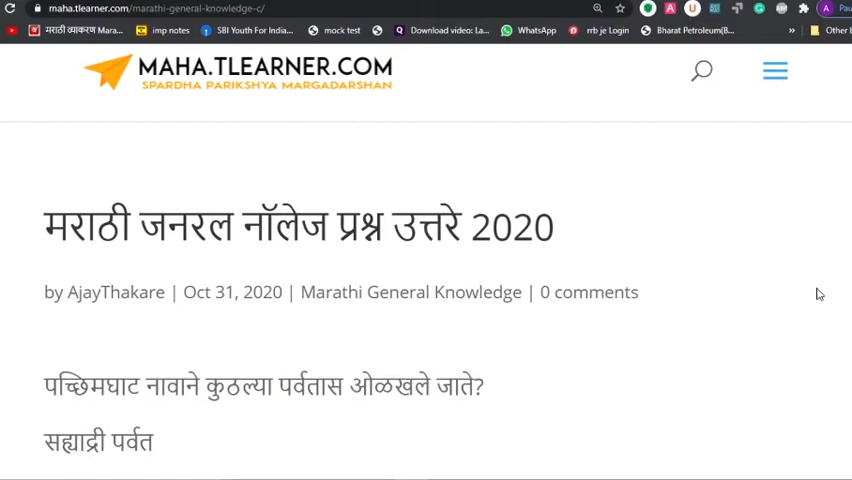 maha.tlearner.com/marathi-general-knowledge-c/
A
Pau
मराठी व्याकरण Mara...
imp notes
SBI Youth For India...
mock test
Download video: La...
WhatsApp
rrb je Login
Bharat Petroleum(B...
»
Other b
MAHA.TLEARNER.COM
SPARDHA PARIKSHYA MARGADARSHAN
मराठी जनरल नॉलेज प्रश्न उत्तरे 2020
by AjayThakare | Oct 31, 2020 | Marathi General Knowledge | 0 comments
पच्छिमघाट नावाने कुठल्या पर्वतास ओळखले जाते?
सह्याद्री पर्वत